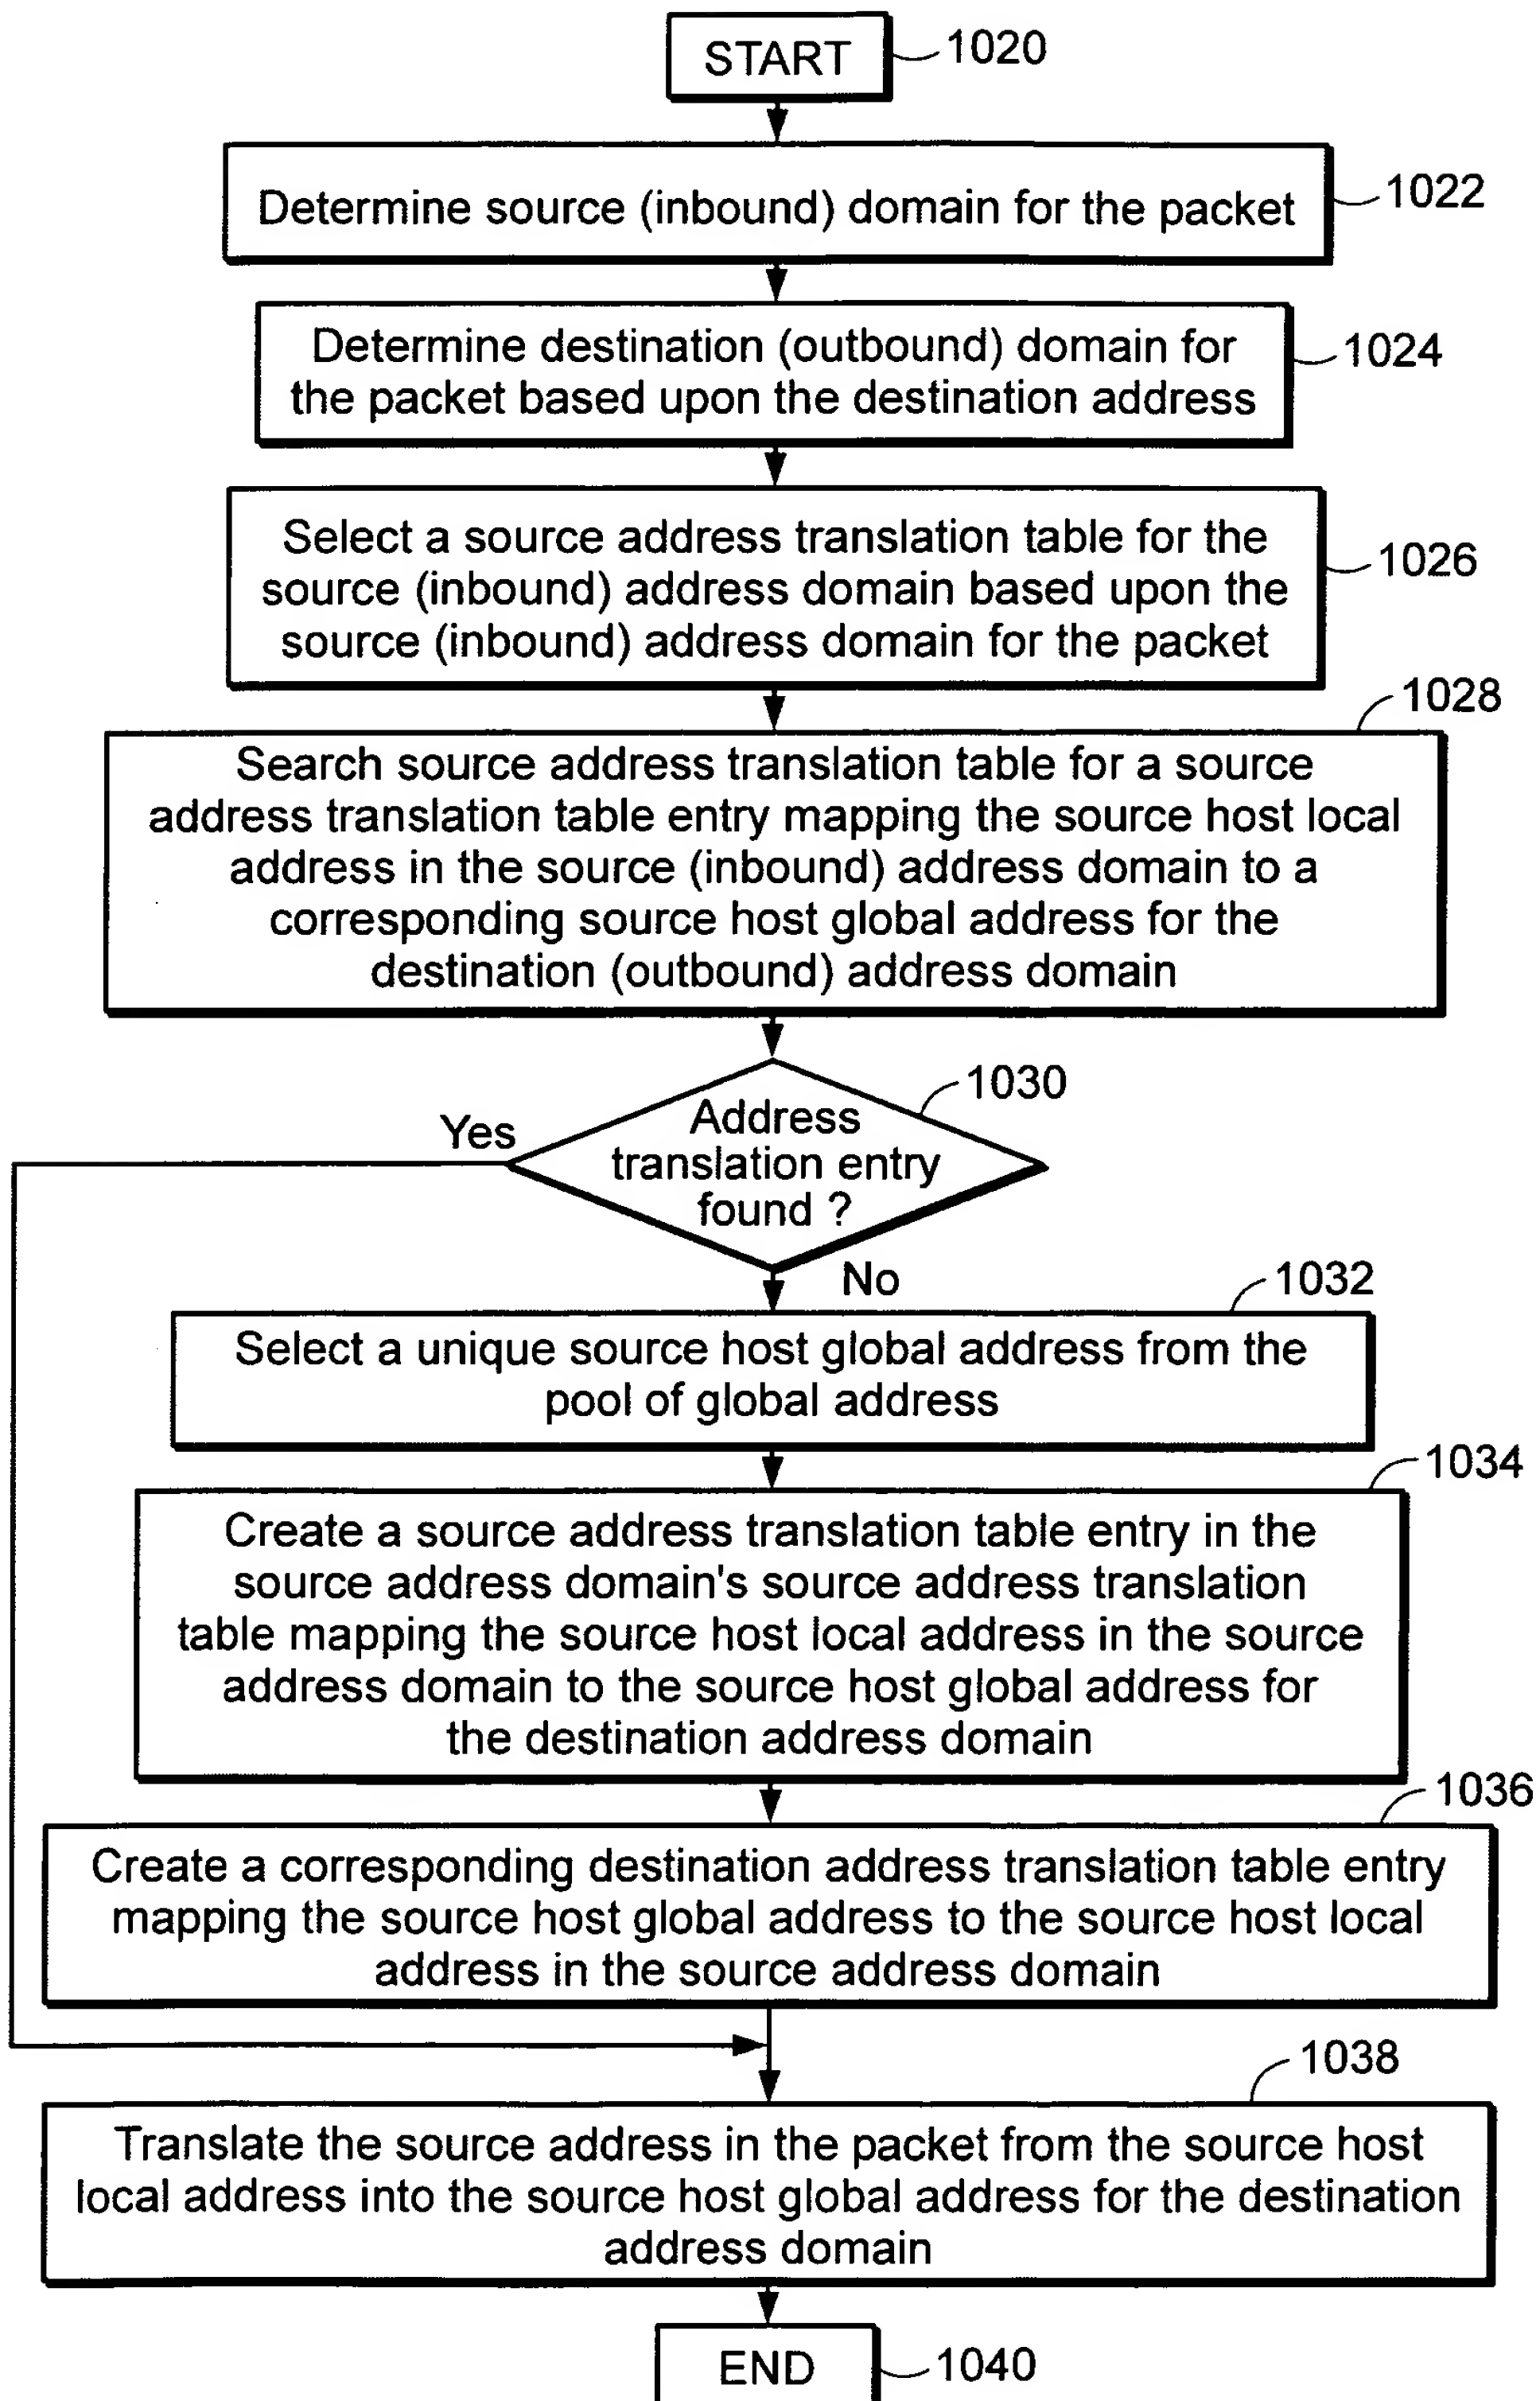 START
1020
Determine source (inbound) domain for the packet
1022
Determine destination (outbound) domain for
the packet based upon the destination address
1024
Select a source address translation table for the
source (inbound) address domain based upon the
source (inbound) address domain for the packet
1026
1028
Search source address translation table for a source
address translation table entry mapping the source host local
address in the source (inbound) address domain to a
corresponding source host global address for the
destination (outbound) address domain
1030
Yes
Address
translation entry
found ?
No
1032
Select a unique source host global address from the
pool of global address
1034
Create a source address translation table entry in the
source address domain's source address translation
table mapping the source host local address in the source
address domain to the source host global address for
the destination address domain
1036
Create a corresponding destination address translation table entry
mapping the source host global address to the source host local
address in the source address domain
1038
Translate the source address in the packet from the source host
local address into the source host global address for the destination
address domain
END
1040